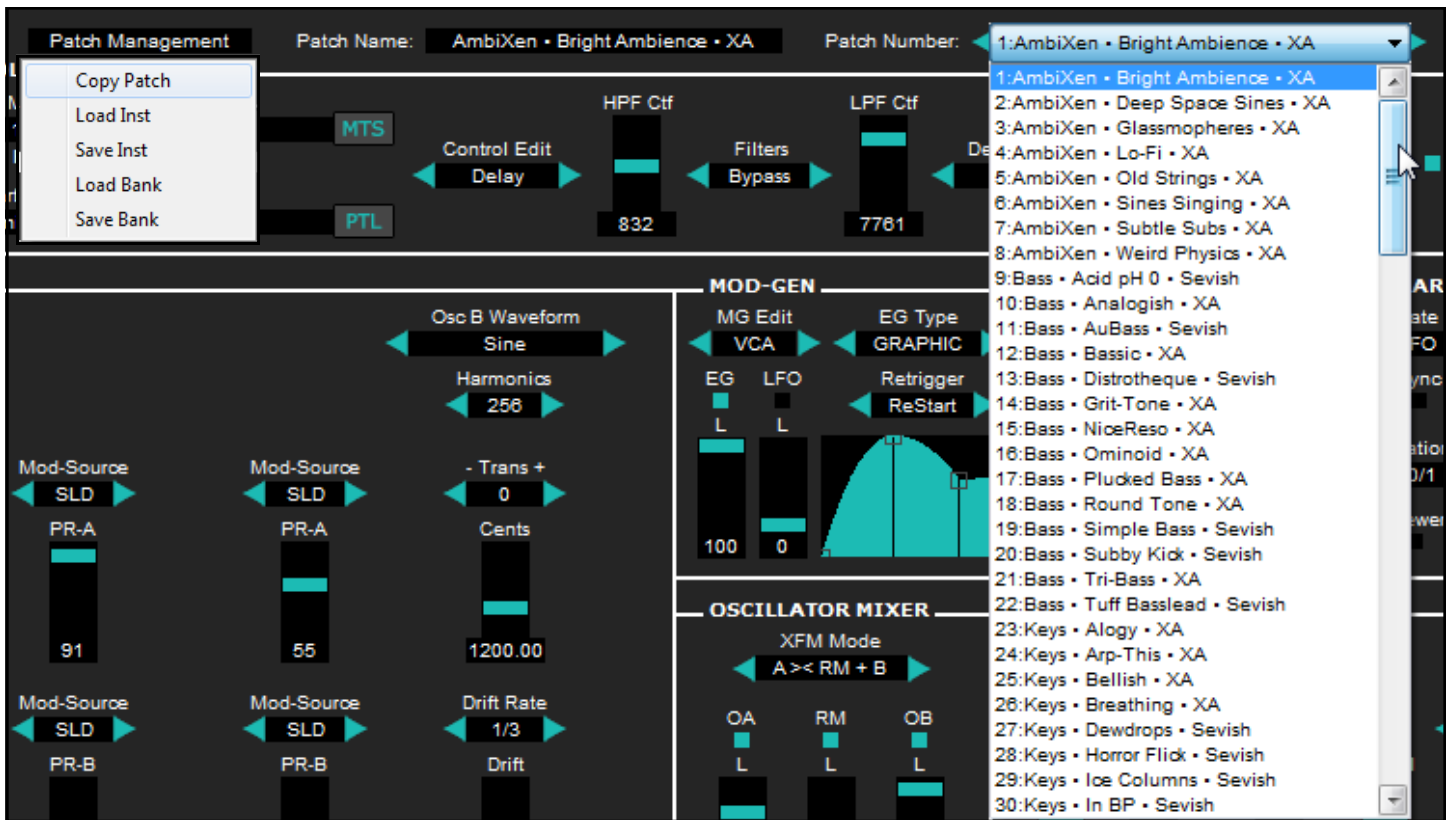 Patch Management
Patch Name:
AmbiXen • Bright Ambience • XA
Patch Number:
1:AmbiXen • Bright Ambience • XA
Copy Patch
Load Inst
Save Inst
Load Bank
Save Bank
MTS
PTL
Control Edit
Delay
HPF Ctf
832
Filters
Bypass
LPF Ctf
7761
De
1:AmbiXen • Bright Ambience • XA
2:AmbiXen • Deep Space Sines • XA
3:AmbiXen • Glassmopheres • XA
4:AmbiXen • Lo-Fi • XA
5:AmbiXen • Old Strings • XA
6:AmbiXen • Sines Singing • XA
7:AmbiXen • Subtle Subs • XA
8:AmbiXen • Weird Physics • XA
9:Bass • Acid pH 0 • Sevish
10:Bass • Analogish • XA
11:Bass • AuBass • Sevish
12:Bass • Bassic • XA
13:Bass • Distrotheque • Sevish
14:Bass • Grit-Tone • XA
15:Bass • NiceReso • XA
16:Bass • Ominoid • XA
17:Bass • Plucked Bass • XA
18:Bass • Round Tone • XA
19:Bass • Simple Bass • Sevish
20:Bass • Subby Kick • Sevish
21:Bass • Tri-Bass • XA
22:Bass • Tuff Basslead • Sevish
23:Keys • Alogy • XA
24:Keys • Arp-This • XA
25:Keys • Bellish • XA
26:Keys • Breathing • XA
27:Keys • Dewdrops • Sevish
28:Keys • Horror Flick • Sevish
29:Keys • Ice Columns • Sevish
30:Keys • In BP • Sevish
Osc B Waveform
Sine
Harmonics
256
Mod-Source
SLD
PR-A
91
Mod-Source
SLD
PR-A
55
- Trans +
0
Cents
1200.00
Mod-Source
SLD
PR-B
Mod-Source
SLD
PR-B
Drift Rate
1/3
Drift
MOD-GEN
MG Edit
VCA
EG Type
GRAPHIC
EG LFO
Retrigger
ReStart
L L
100 0
OSCILLATOR MIXER
XFM Mode
A >< RM + B
OA RM OB
L L L
AR
ate
FO
ync
ation
0/1
ewer